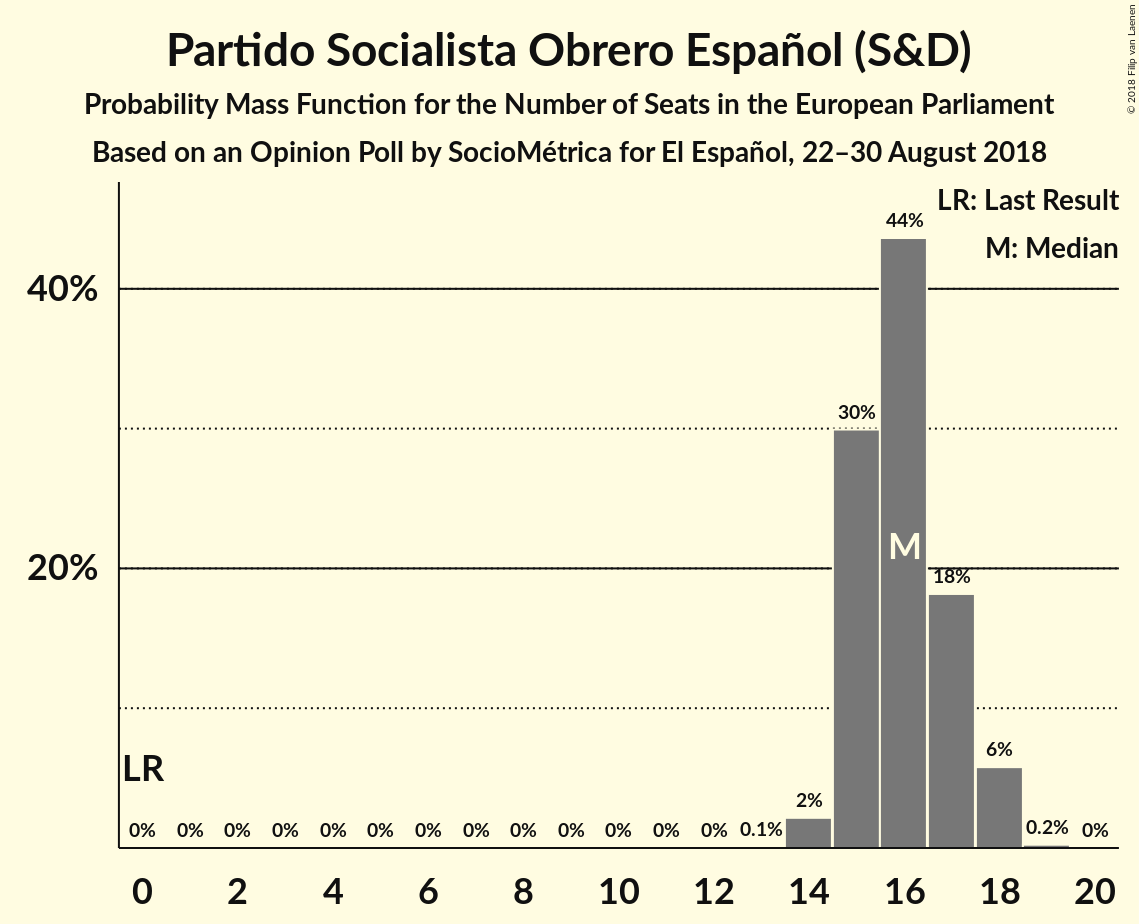 Partido Socialista Obrero Español (S&D)
Probability Mass Function for the Number of Seats in the European Parliament
Based on an Opinion Poll by SocioMétrica for El Español, 22–30 August 2018
© 2018 Filip van Laenen
LR: Last Result
M: Median
44%
40%
30%
M
20%
18%
LR
6%
2%
0% 0% 0% 0% 0% 0% 0% 0% 0% 0% 0% 0% 0% 0.1% 0.2% 0%
0 2 4 6 8 10 12 14 16 18 20